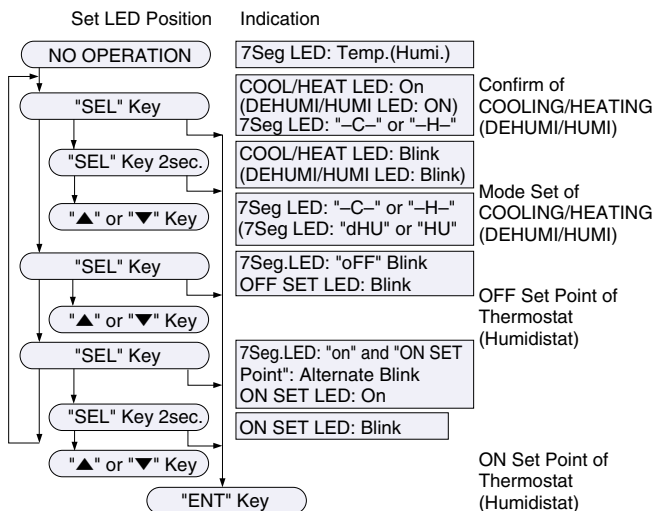 Set LED Position Indication
NO OPERATION
7Seg LED: Temp.(Humi.)
"SEL" Key
COOL/HEAT LED: On
(DEHUMI/HUMI LED: ON)
7Seg LED: "–C–" or "–H–"
Confirm of
COOLING/HEATING
(DEHUMI/HUMI)
"SEL" Key 2sec.
COOL/HEAT LED: Blink
(DEHUMI/HUMI LED: Blink)
"▲" or "▼" Key
7Seg LED: "–C–" or "–H–"
(7Seg LED: "dHU" or "HU"
Mode Set of
COOLING/HEATING
(DEHUMI/HUMI)
"SEL" Key
7Seg.LED: "oFF" Blink
OFF SET LED: Blink
"▲" or "▼" Key
OFF Set Point of
Thermostat
(Humidistat)
"SEL" Key
7Seg.LED: "on" and "ON SET
Point": Alternate Blink
ON SET LED: On
"SEL" Key 2sec.
ON SET LED: Blink
"▲" or "▼" Key
ON Set Point of
Thermostat
(Humidistat)
"ENT" Key